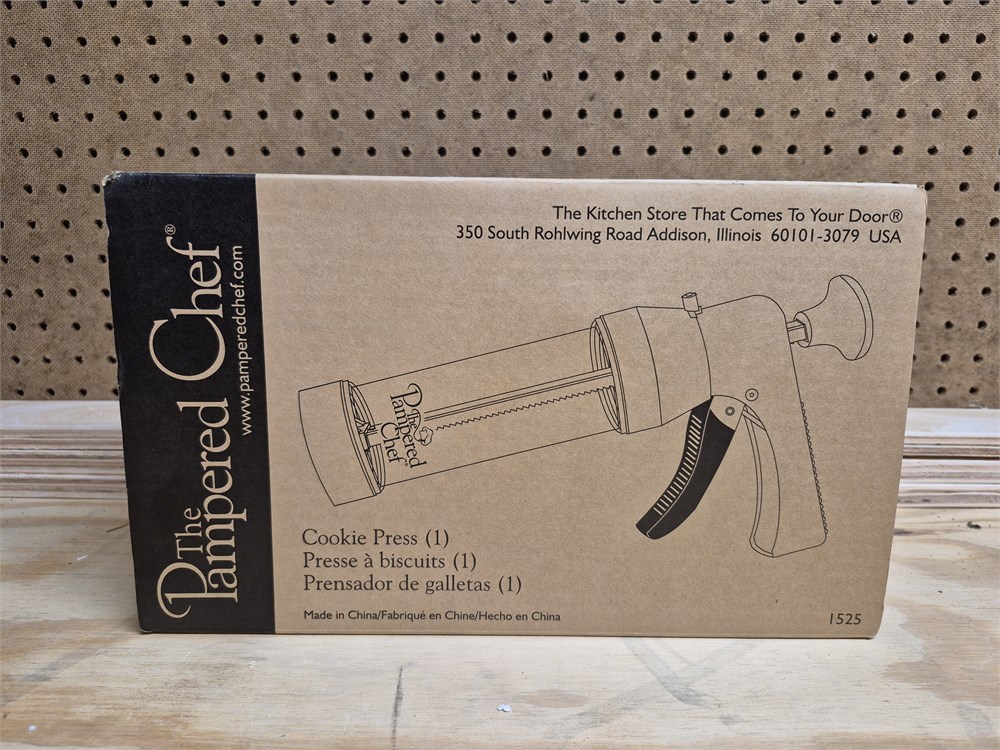 The
Pampered Chef®
www.pamperedchef.com
The Kitchen Store That Comes To Your Door®
350 South Rohlwing Road Addison, Illinois 60101-3079 USA
The
Pampered
Chef®
Cookie Press (1)
Presse à biscuits (1)
Prensador de galletas (1)
Made in China/Fabriqué en Chine/Hecho en China
1525